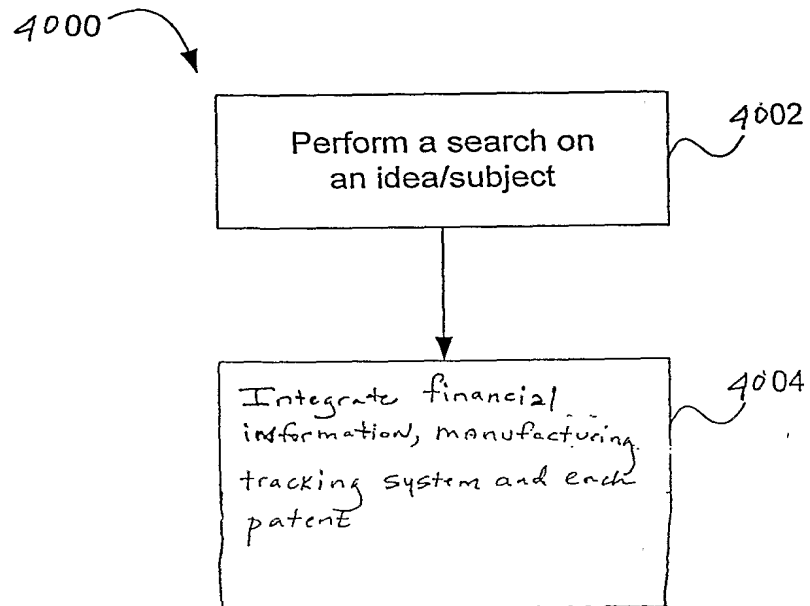 4000
4002
Perform a search on
an idea/subject
4004
Integrate financial
information, manufacturing
tracking system and each
patent